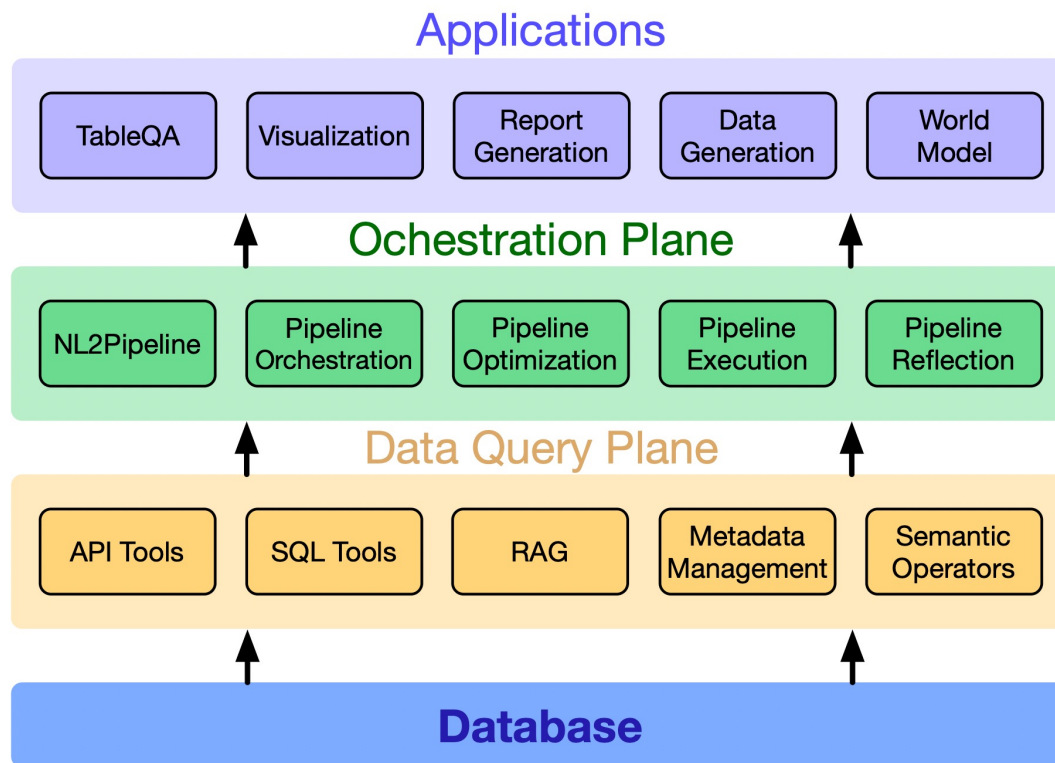 Applications
TableQA
Visualization
Report
Generation
Data
Generation
World
Model
Ochestration Plane
NL2Pipeline
Pipeline
Orchestration
Pipeline
Optimization
Pipeline
Execution
Pipeline
Reflection
Data Query Plane
API Tools
SQL Tools
RAG
Metadata
Management
Semantic
Operators
Database